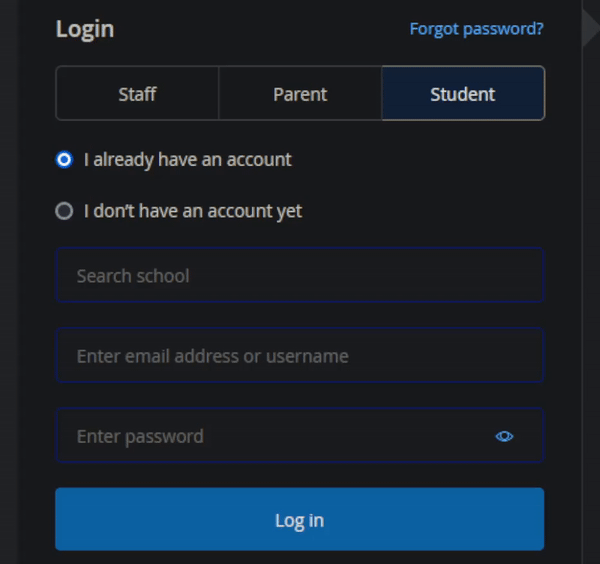 Login
Forgot password?
Staff
Parent
Student
I already have an account
I don't have an account yet
Search school
Enter email address or username
Enter password
Log in